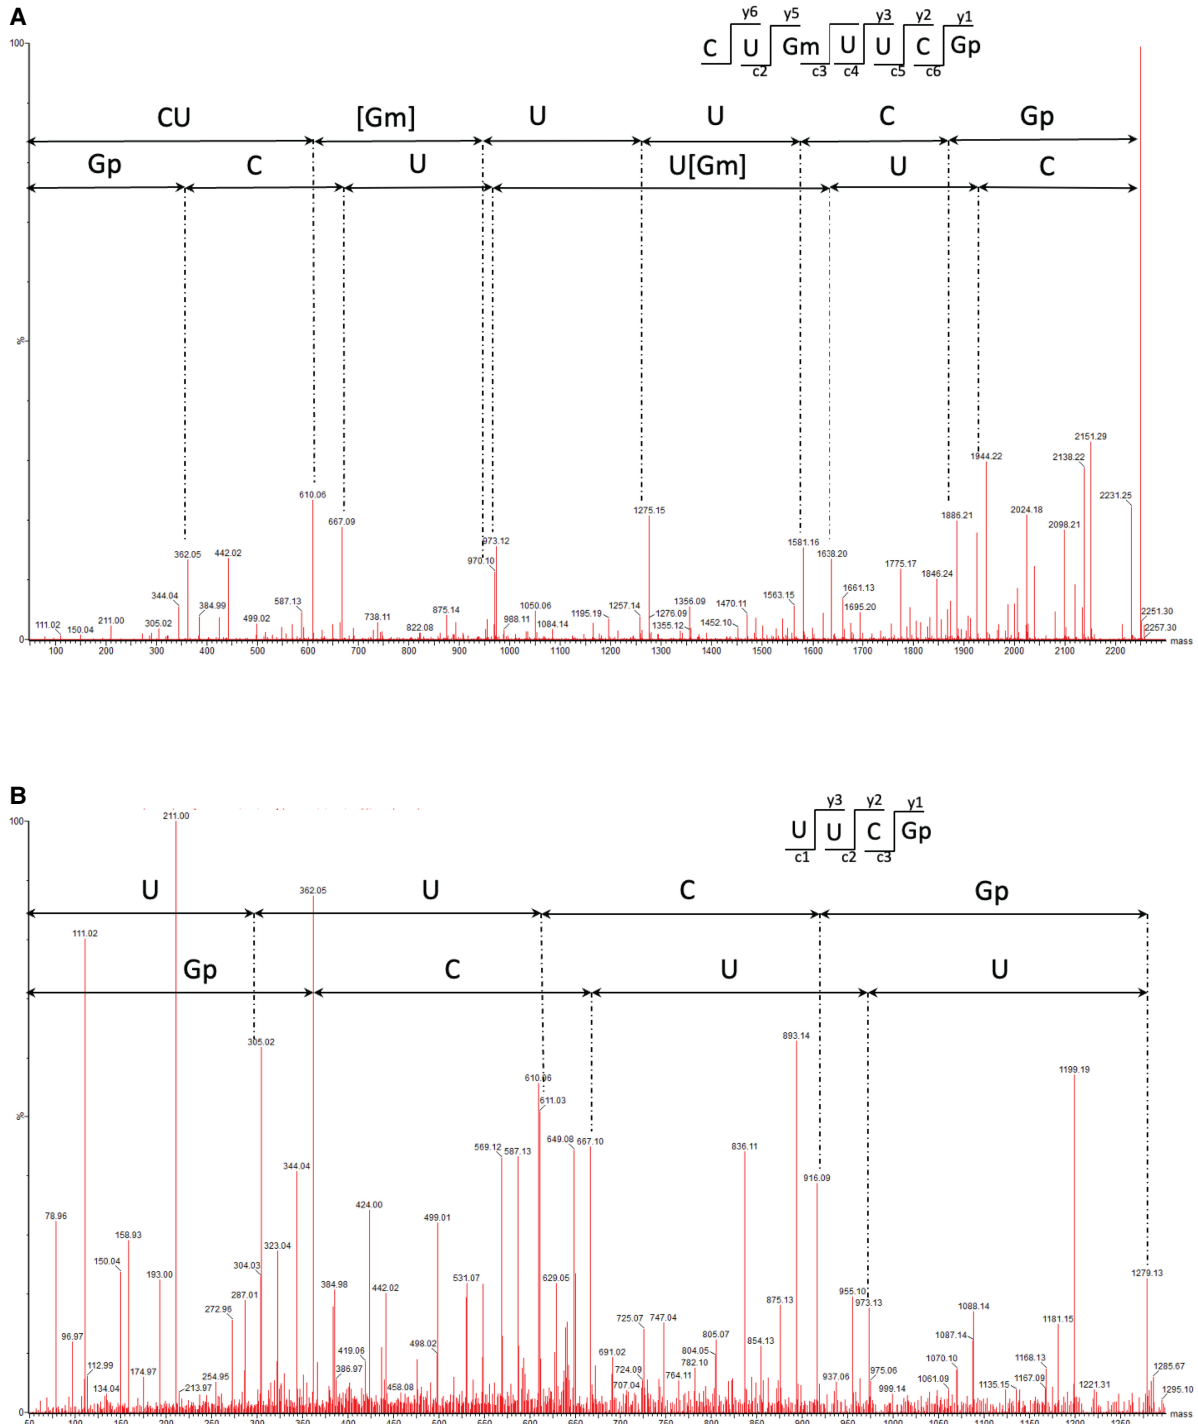 A
y6 y5 y3 y2 y1
C U Gm U U C Gp
c2 c3 c4 c5 c6
100
CU [Gm] U U C Gp
Gp C U U[Gm] U C
%
2151.29
2138.22
1944.22
2231.25
610.06
1275.15 2024.18
1886.21
667.09 2098.21
973.12 1581.16
970.10 1638.20
362.05 442.02 1775.17
1846.24
344.04 587.13 1356.09 1563.15 1661.13
384.99 1050.06 1470.11 1695.20
875.14 1195.19 1257.14 1276.09 2251.30
111.02 211.00 305.02 499.02 738.11 988.11 1084.14 1355.12 1452.10
150.04 822.08 2257.30
0
100 200 300 400 500 600 700 800 900 1000 1100 1200 1300 1400 1500 1600 1700 1800 1900 2000 2100 2200 mass
B
y3 y2 y1
U U C Gp
c1 c2 c3
211.00
100
U U C Gp
362.05
111.02
Gp C U U
305.02 893.14
610.06 1199.19
611.03
569.12 587.13 649.08 667.10 836.11
916.09
344.04
%
78.96 424.00 499.01
158.93 323.04
150.04 304.03 1279.13
193.00 384.98 442.02 531.07 629.05
287.01 955.10
272.96 875.13 973.13
725.07 747.04 1088.14
96.97 805.07 854.13 1087.14 1181.15
419.06 498.02 691.02 804.05
112.99 386.97 724.09 782.10 975.06 1070.10 1168.13 1285.67
174.97 254.95 707.04 764.11 937.06 1061.09 1167.09
134.04 213.97 458.08 999.14 1135.15 1221.31 1295.10
0
mass